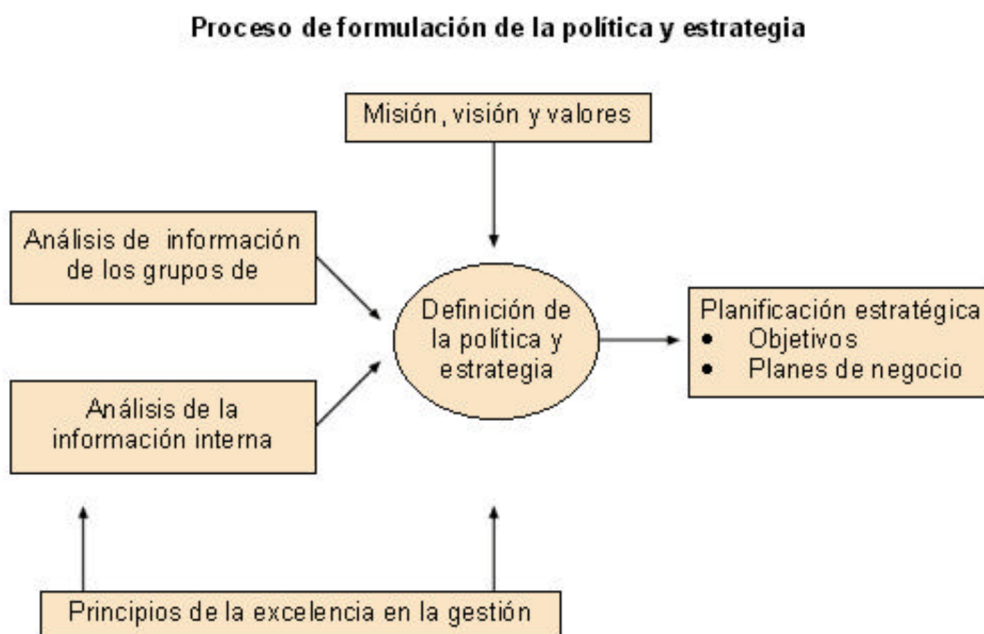 Proceso de formulación de la política y estrategia
Misión, visión y valores
Análisis de información
de los grupos de
Definición de
la política y
estrategia
Planificación estratégica
• Objetivos
• Planes de negocio
Análisis de la
información interna
Principios de la excelencia en la gestión